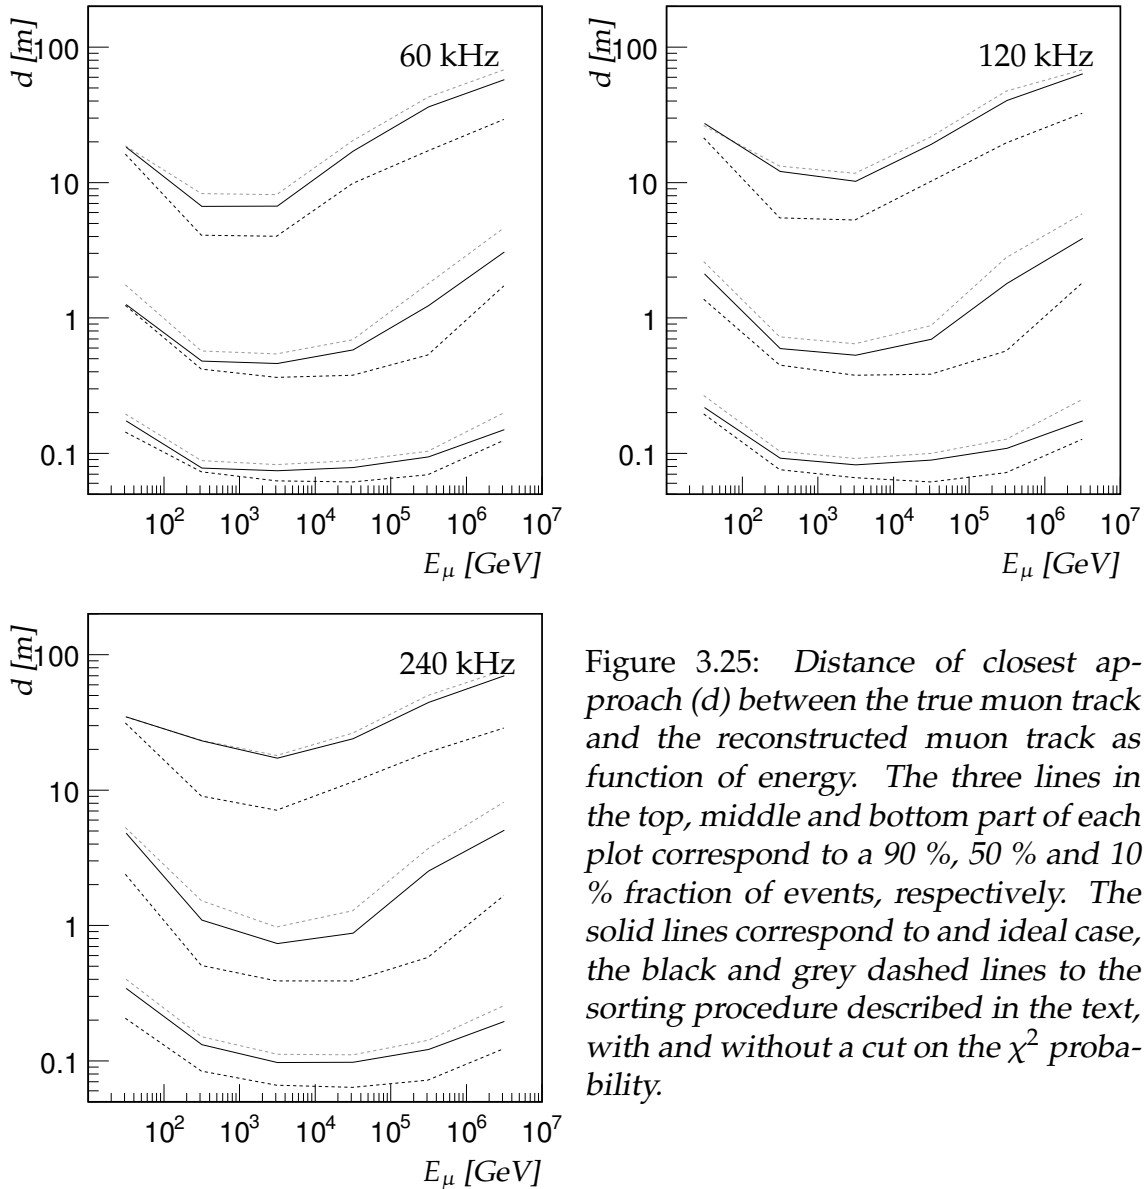 d [m]
100
10
1
0.1
60 kHz
10² 10³ 10⁴ 10⁵ 10⁶ 10⁷
Eμ [GeV]
d [m]
100
10
1
0.1
120 kHz
10² 10³ 10⁴ 10⁵ 10⁶ 10⁷
Eμ [GeV]
d [m]
100
10
1
0.1
240 kHz
10² 10³ 10⁴ 10⁵ 10⁶ 10⁷
Eμ [GeV]
Figure 3.25: Distance of closest ap-
proach (d) between the true muon track
and the reconstructed muon track as
function of energy. The three lines in
the top, middle and bottom part of each
plot correspond to a 90 %, 50 % and 10
% fraction of events, respectively. The
solid lines correspond to and ideal case,
the black and grey dashed lines to the
sorting procedure described in the text,
with and without a cut on the χ² proba-
bility.